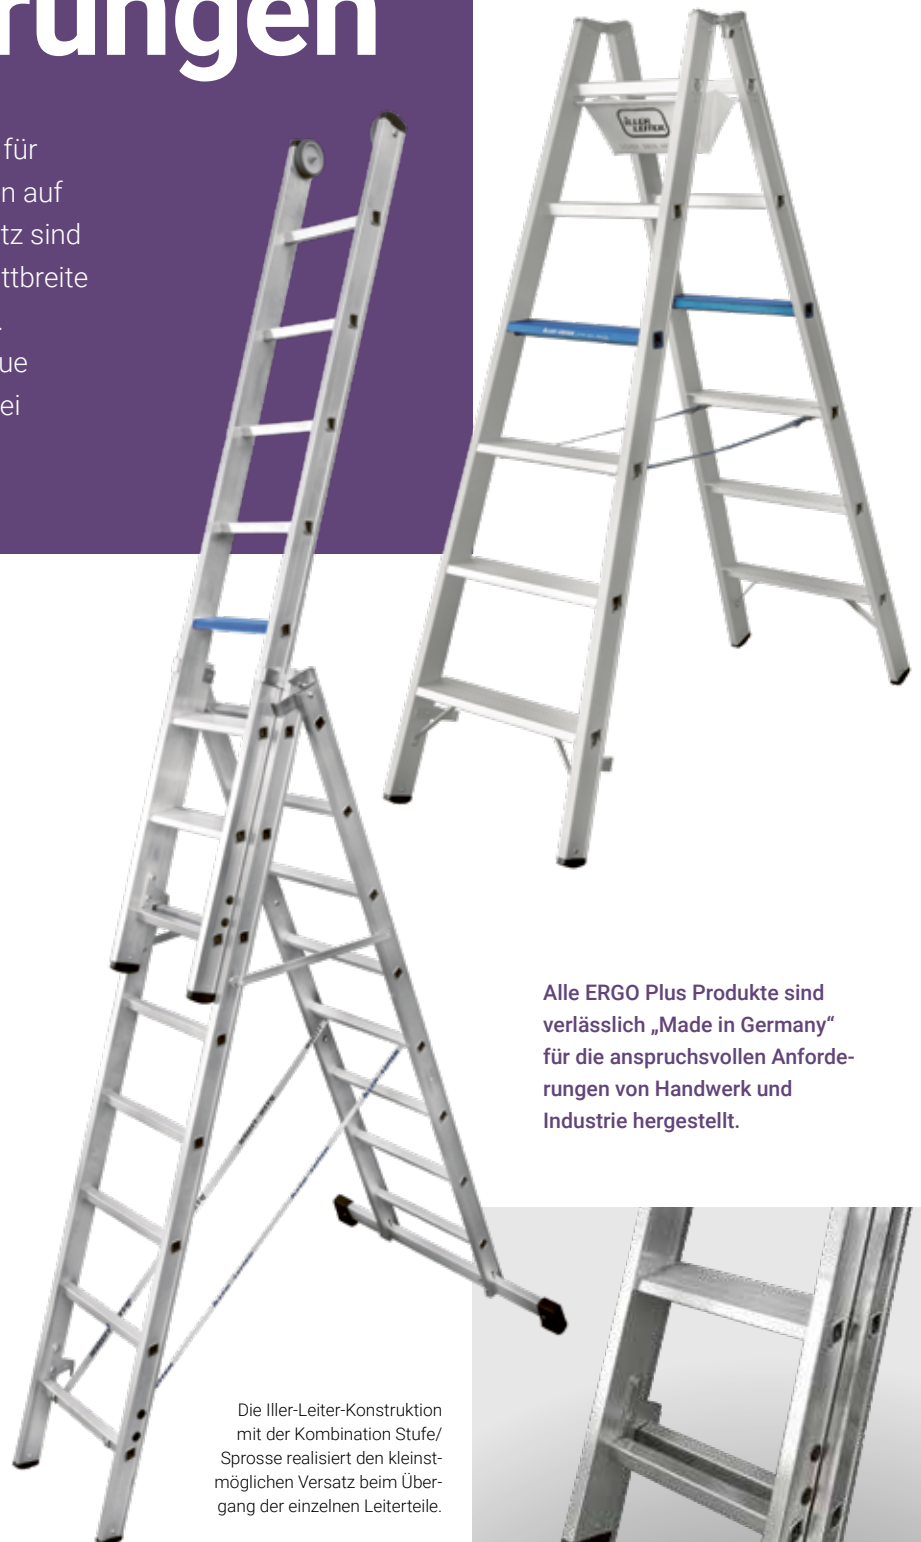 rungen
für
n auf
tz sind
ttbreite
.
ue
ei
ILLER
LEITER
Alle ERGO Plus Produkte sind
verlässlich „Made in Germany“
für die anspruchsvollen Anforde-
rungen von Handwerk und
Industrie hergestellt.
Die Iller-Leiter-Konstruktion
mit der Kombination Stufe/
Sprosse realisiert den kleinst-
möglichen Versatz beim Über-
gang der einzelnen Leiterteile.